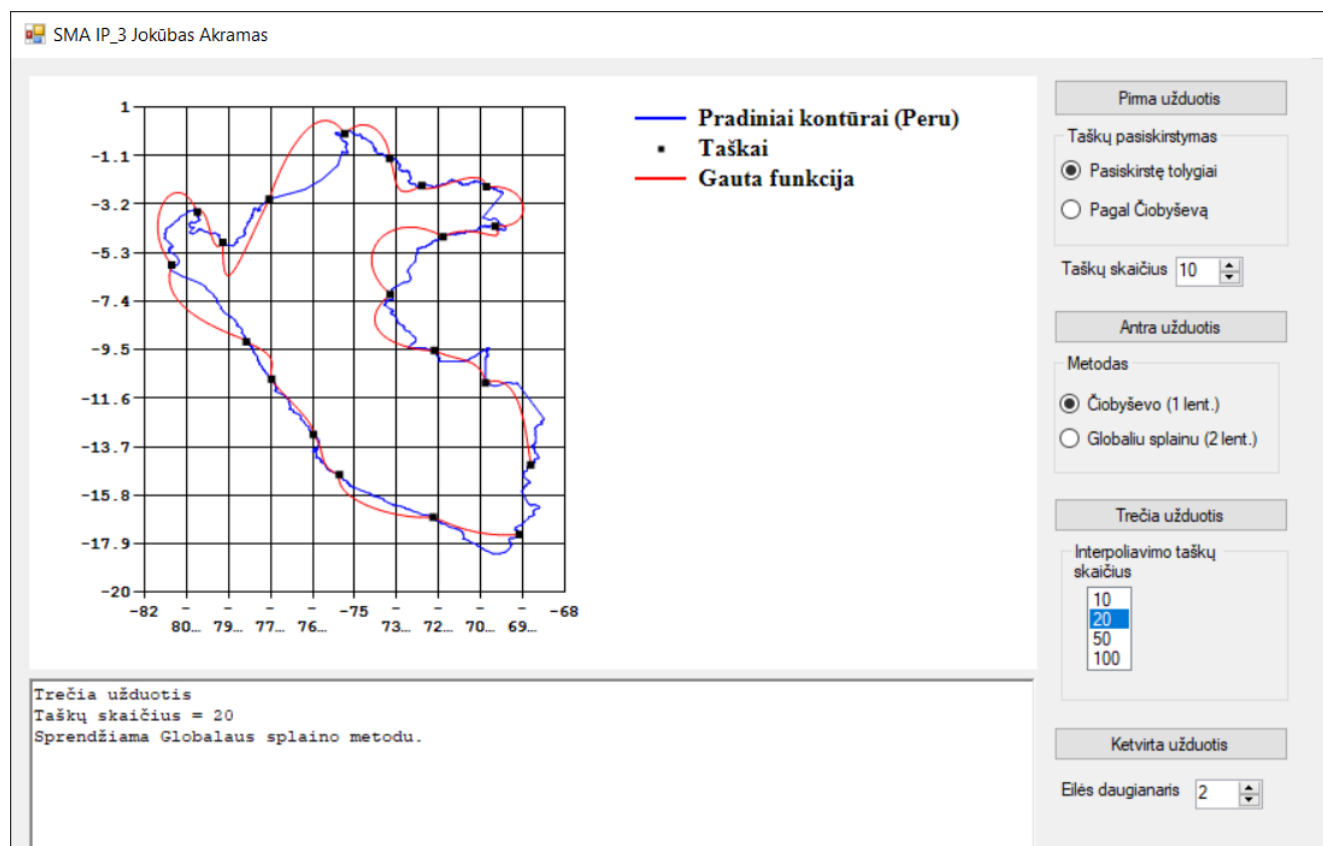 SMA IP_3 Jokūbas Akramas
1
-1.1
-3.2
-5.3
-7.4
-9.5
-11.6
-13.7
-15.8
-17.9
-20
-82 - - - - -75 - - - - -68
80... 79... 77... 76... 73... 72... 70... 69...
Pradiniai kontūrai (Peru)
Taškai
Gauta funkcija
Pirma užduotis
Taškų pasiskirstymas
Pasiskirstę tolygiai
Pagal Čiobyševą
Taškų skaičius 10
Antra užduotis
Metodas
Čiobyševo (1 lent.)
Globaliu splainu (2 lent.)
Trečia užduotis
Interpoliavimo taškų
skaičius
10
20
50
100
Ketvirta užduotis
Eilės daugianaris 2
Trečia užduotis
Taškų skaičius = 20
Sprendžiama Globalaus splaino metodu.